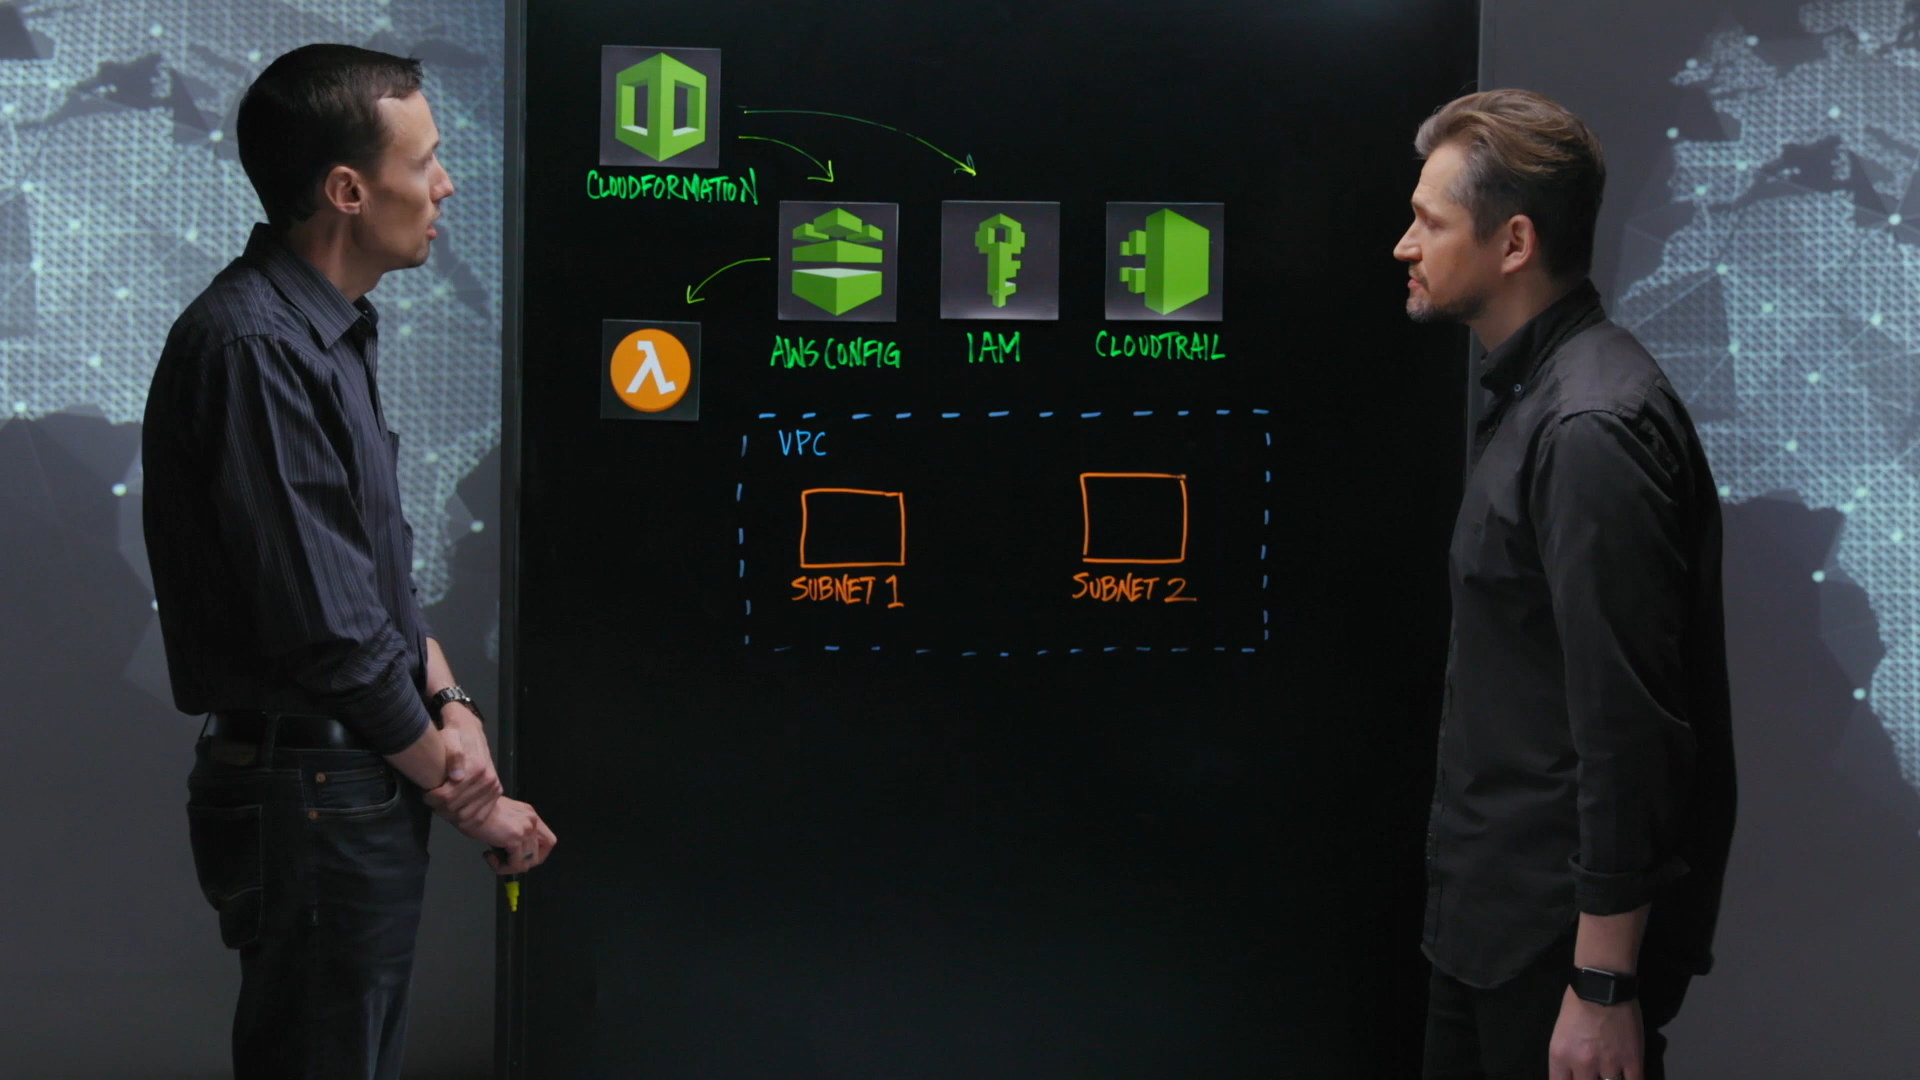 CLOUDFORMATION
AWS CONFIG
IAM
CLOUDTRAIL
λ
VPC
SUBNET 1
SUBNET 2